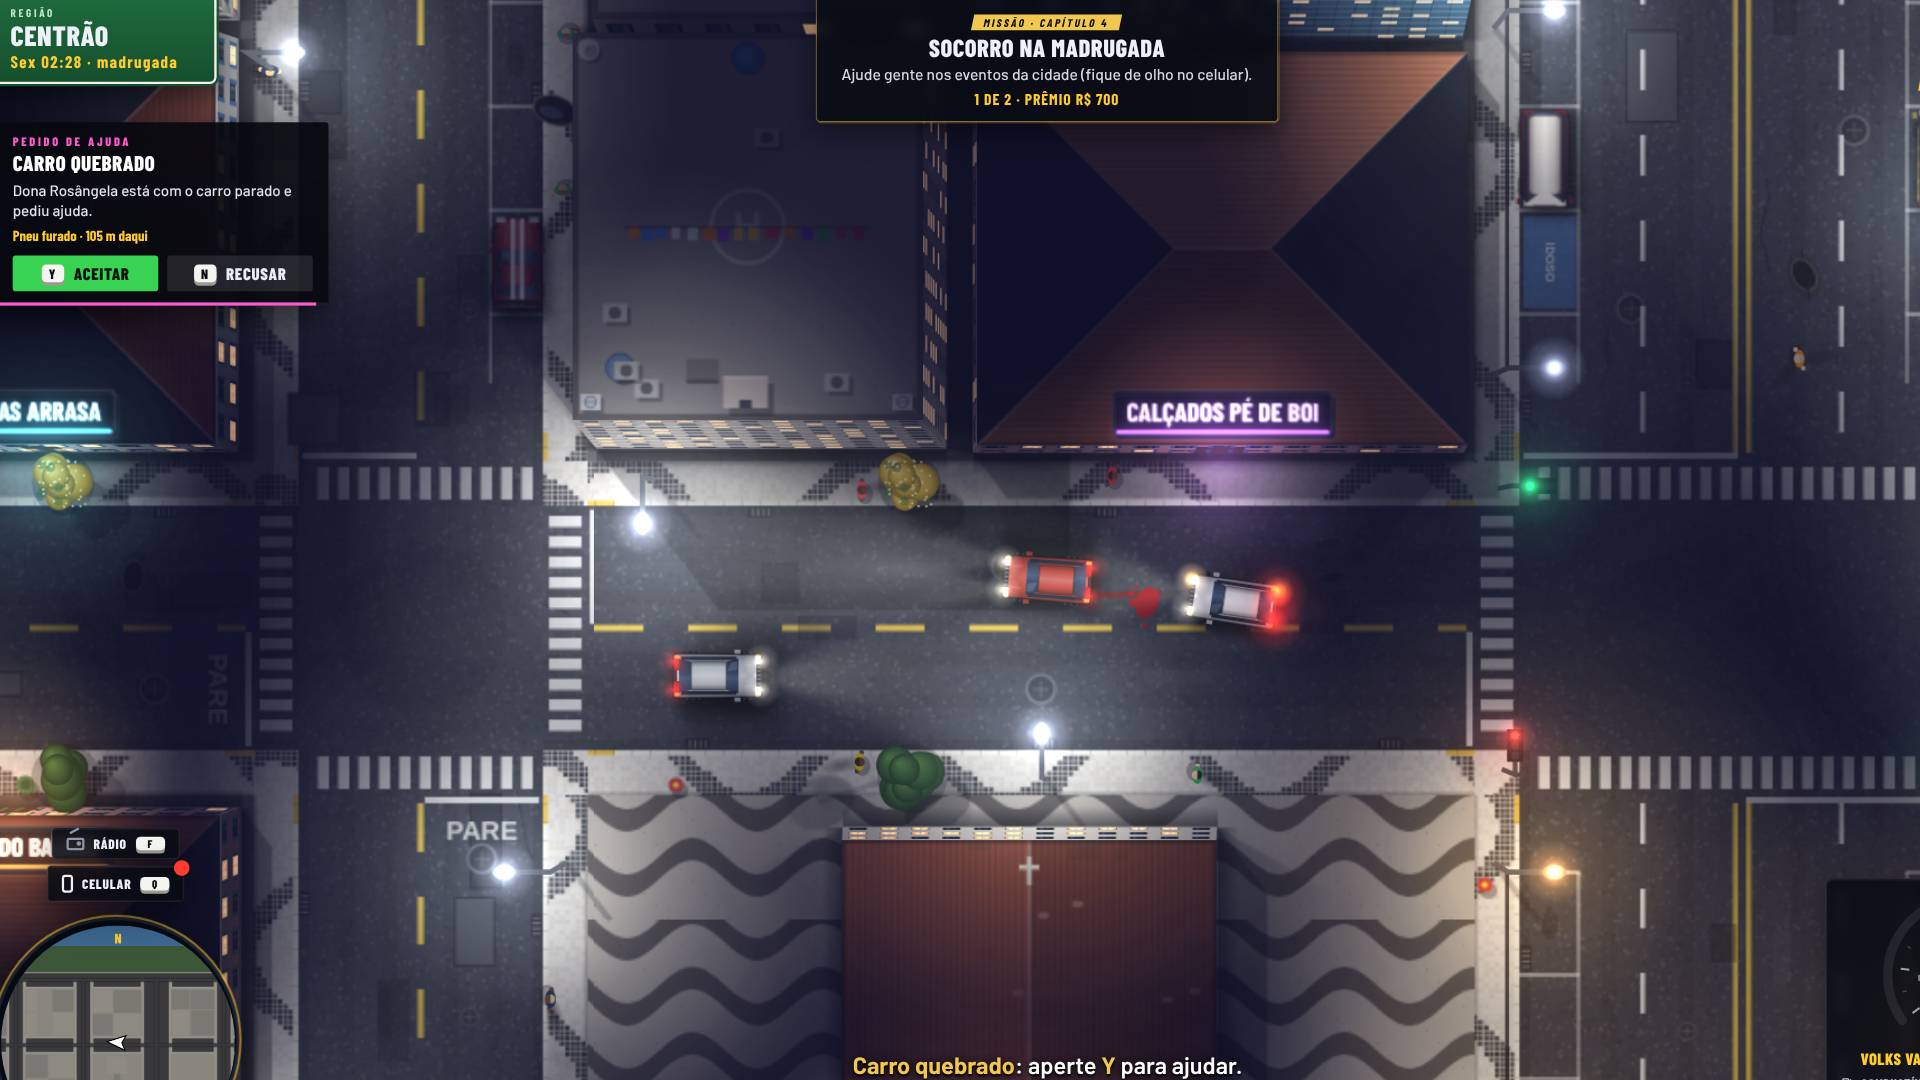 REGIÃO
CENTRÃO
Sex 02:28 · madrugada
MISSÃO · CAPÍTULO 4
SOCORRO NA MADRUGADA
Ajude gente nos eventos da cidade (fique de olho no celular).
1 DE 2 · PRÊMIO R$ 700
PEDIDO DE AJUDA
CARRO QUEBRADO
Dona Rosângela está com o carro parado e
pediu ajuda.
Pneu furado · 105 m daqui
Y ACEITAR
N RECUSAR
H
IDOSO
AS ARRASA
CALÇADOS PÉ DE BOI
PARE
PARE
DO BA
RÁDIO F
CELULAR Q
N
Carro quebrado: aperte Y para ajudar.
VOLKS VA